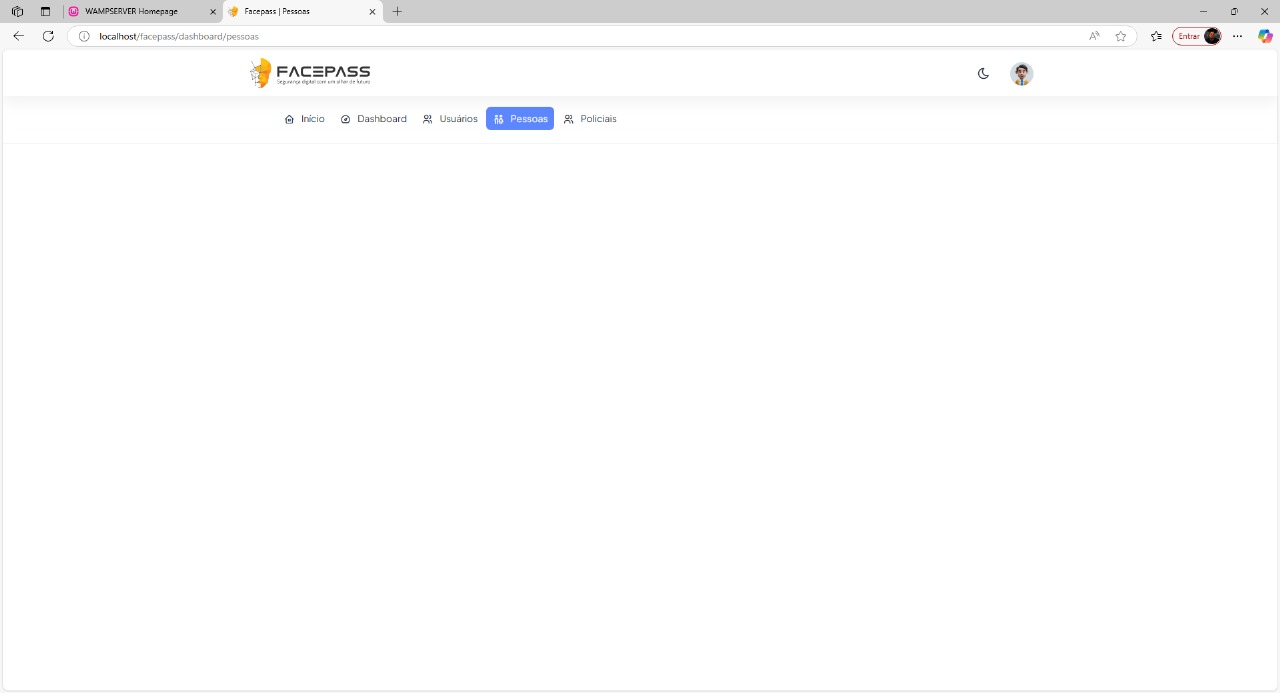 WAMPSERVER Homepage
Facepass | Pessoas
localhost/facepass/dashboard/pessoas
Entrar
FACEPASS
Segurança digital com um olhar de futuro
Início Dashboard Usuários Pessoas Policiais